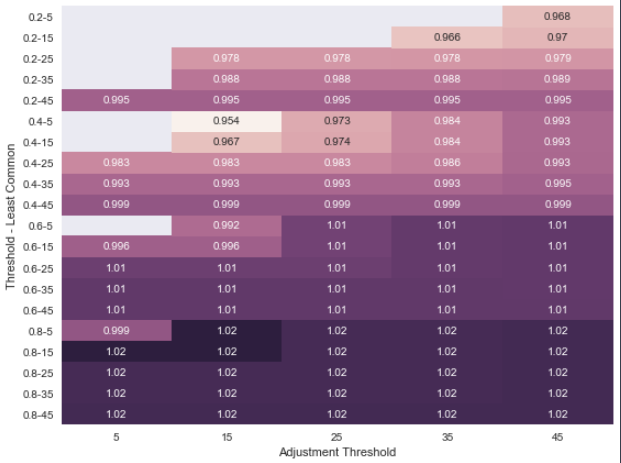 0.2-5 0.968
0.2-15 0.966 0.97
0.2-25 0.978 0.978 0.978 0.979
0.2-35 0.988 0.988 0.988 0.989
0.2-45 0.995 0.995 0.995 0.995 0.995
0.4-5 0.954 0.973 0.984 0.993
0.4-15 0.967 0.974 0.984 0.993
0.4-25 0.983 0.983 0.983 0.986 0.993
0.4-35 0.993 0.993 0.993 0.993 0.995
0.4-45 0.999 0.999 0.999 0.999 0.999
0.6-5 0.992 1.01 1.01 1.01
0.6-15 0.996 0.996 1.01 1.01 1.01
0.6-25 1.01 1.01 1.01 1.01 1.01
0.6-35 1.01 1.01 1.01 1.01 1.01
0.6-45 1.01 1.01 1.01 1.01 1.01
0.8-5 0.999 1.02 1.02 1.02 1.02
0.8-15 1.02 1.02 1.02 1.02 1.02
0.8-25 1.02 1.02 1.02 1.02 1.02
0.8-35 1.02 1.02 1.02 1.02 1.02
0.8-45 1.02 1.02 1.02 1.02 1.02
5 15 25 35 45
Adjustment Threshold
Threshold - Least Common